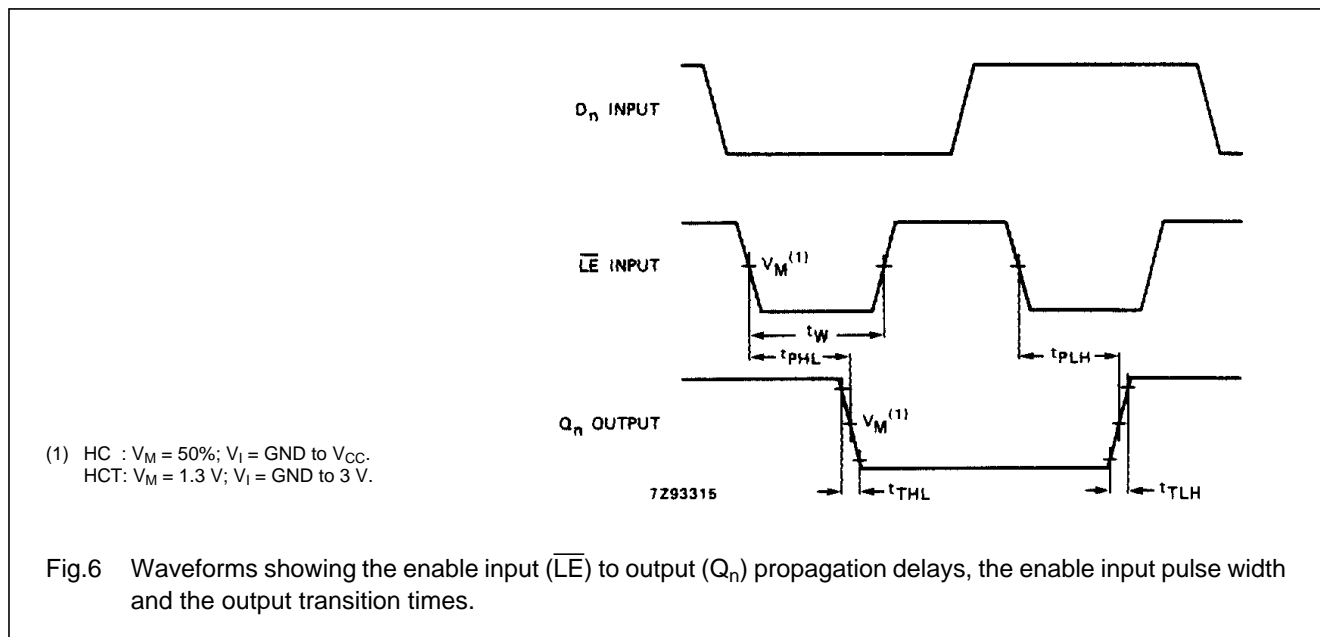 Dn INPUT
L̅E̅ INPUT
VM(1)
tW
tPHL
tPLH
Qn OUTPUT
VM(1)
(1) HC : VM = 50%; VI = GND to VCC.
HCT: VM = 1.3 V; VI = GND to 3 V.
7Z93315
tTHL
tTLH
Fig.6 Waveforms showing the enable input (L̅E̅) to output (Qn) propagation delays, the enable input pulse width
and the output transition times.